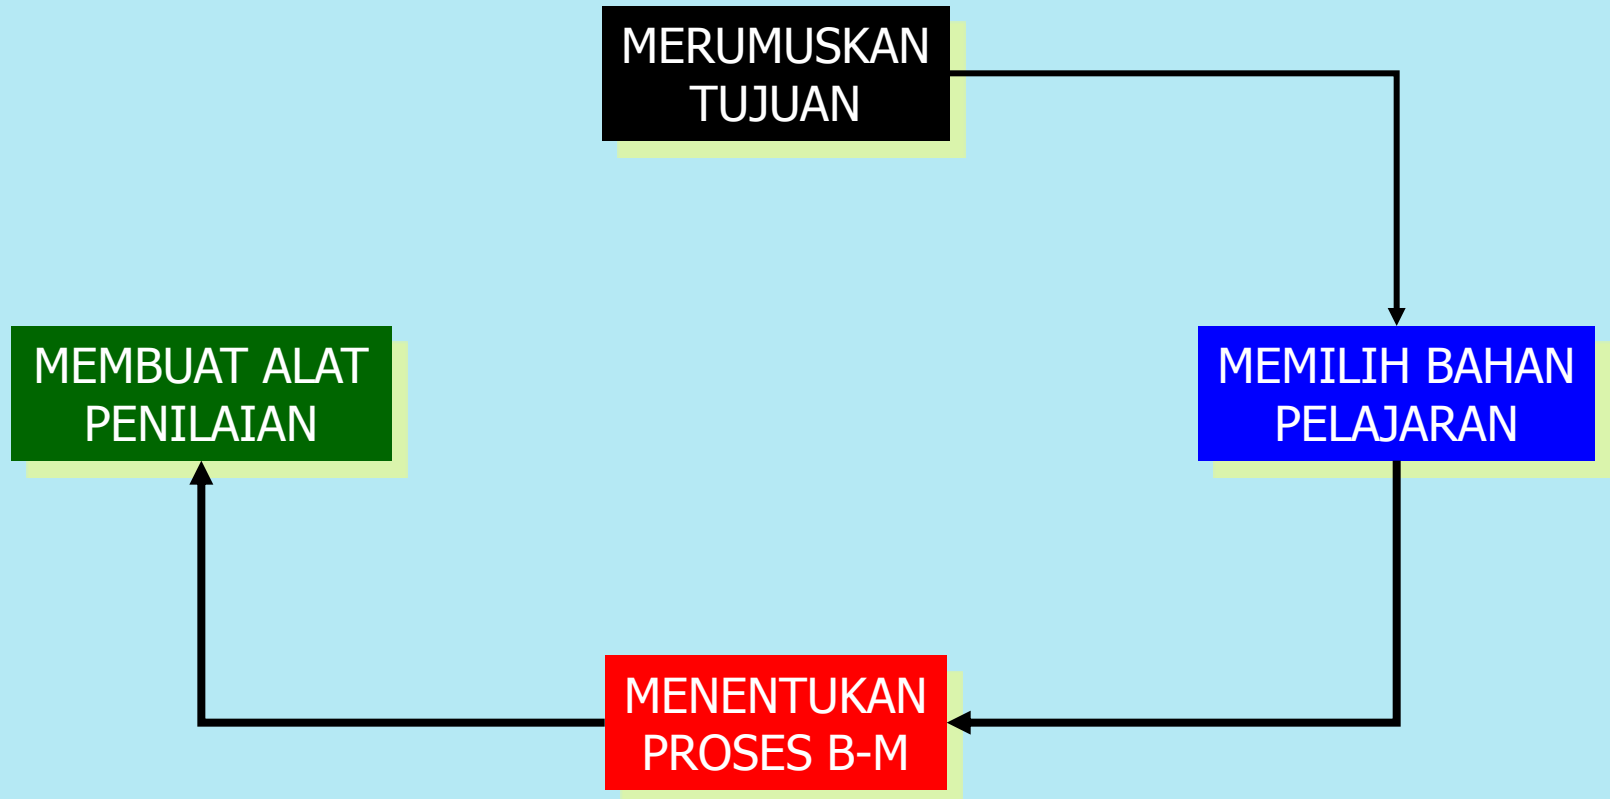 MERUMUSKAN
TUJUAN
MEMBUAT ALAT
PENILAIAN
MEMILIH BAHAN
PELAJARAN
MENENTUKAN
PROSES B-M